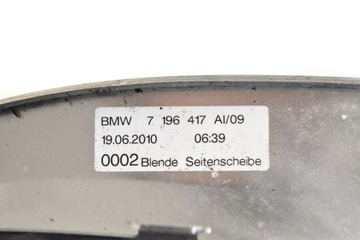 BMW 7 196 417 AI/09
19.06.2010 06:39
0002 Blende Seitenscheibe